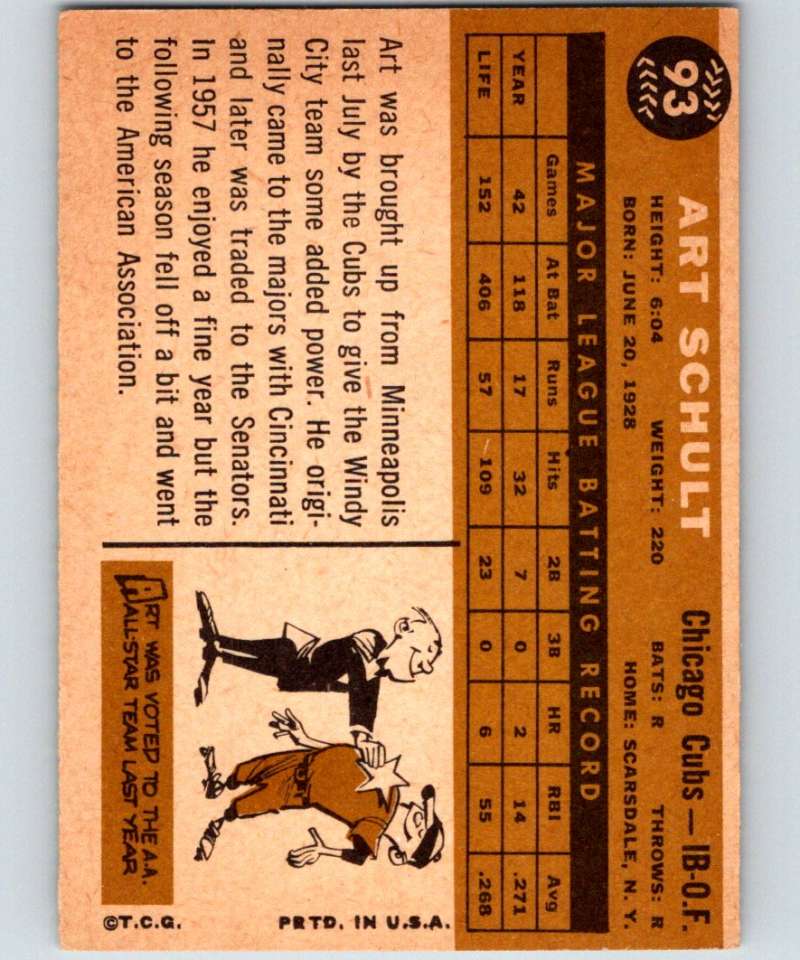 93
ART SCHULT Chicago Cubs — IB-O.F.
HEIGHT: 6:04 WEIGHT: 220 BATS: R THROWS: R
BORN: JUNE 20, 1928 HOME: SCARSDALE, N. Y.
MAJOR LEAGUE BATTING RECORD
Games At Bat Runs Hits 2B 3B HR RBI Avg
YEAR 42 118 17 32 7 0 2 14 .271
LIFE 152 406 57 109 23 0 6 55 .268
Art was brought up from Minneapolis
last July by the Cubs to give the Windy
City team some added power. He origi-
nally came to the majors with Cincinnati
and later was traded to the Senators.
In 1957 he enjoyed a fine year but the
following season fell off a bit and went
to the American Association.
ART WAS VOTED TO THE A.A.
ALL-STAR TEAM LAST YEAR
©T.C.G. PRTD. IN U.S.A.